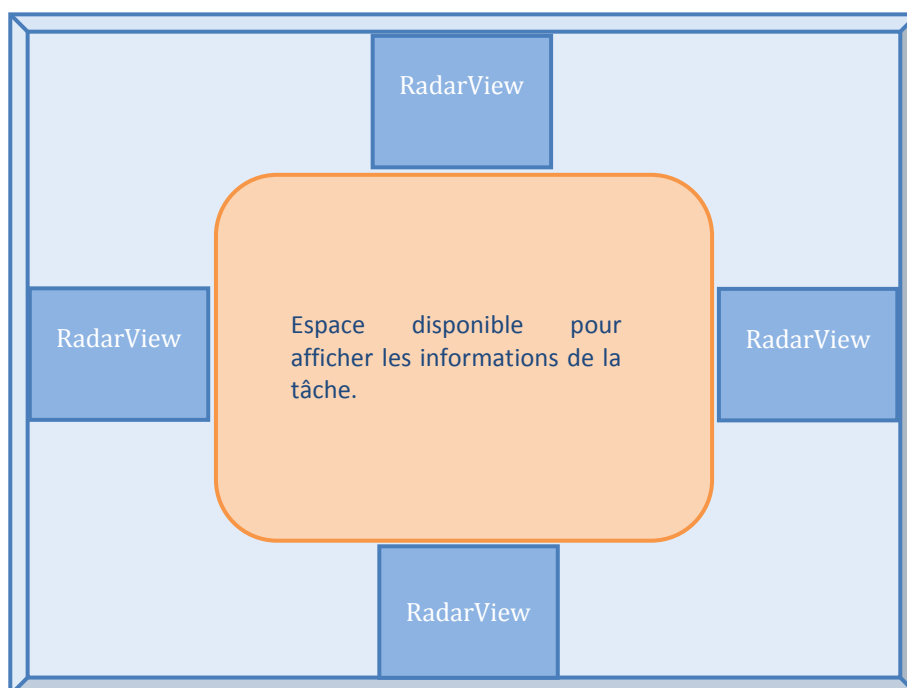 RadarView
RadarView
Espace disponible pour
afficher les informations de la
tâche.
RadarView
RadarView